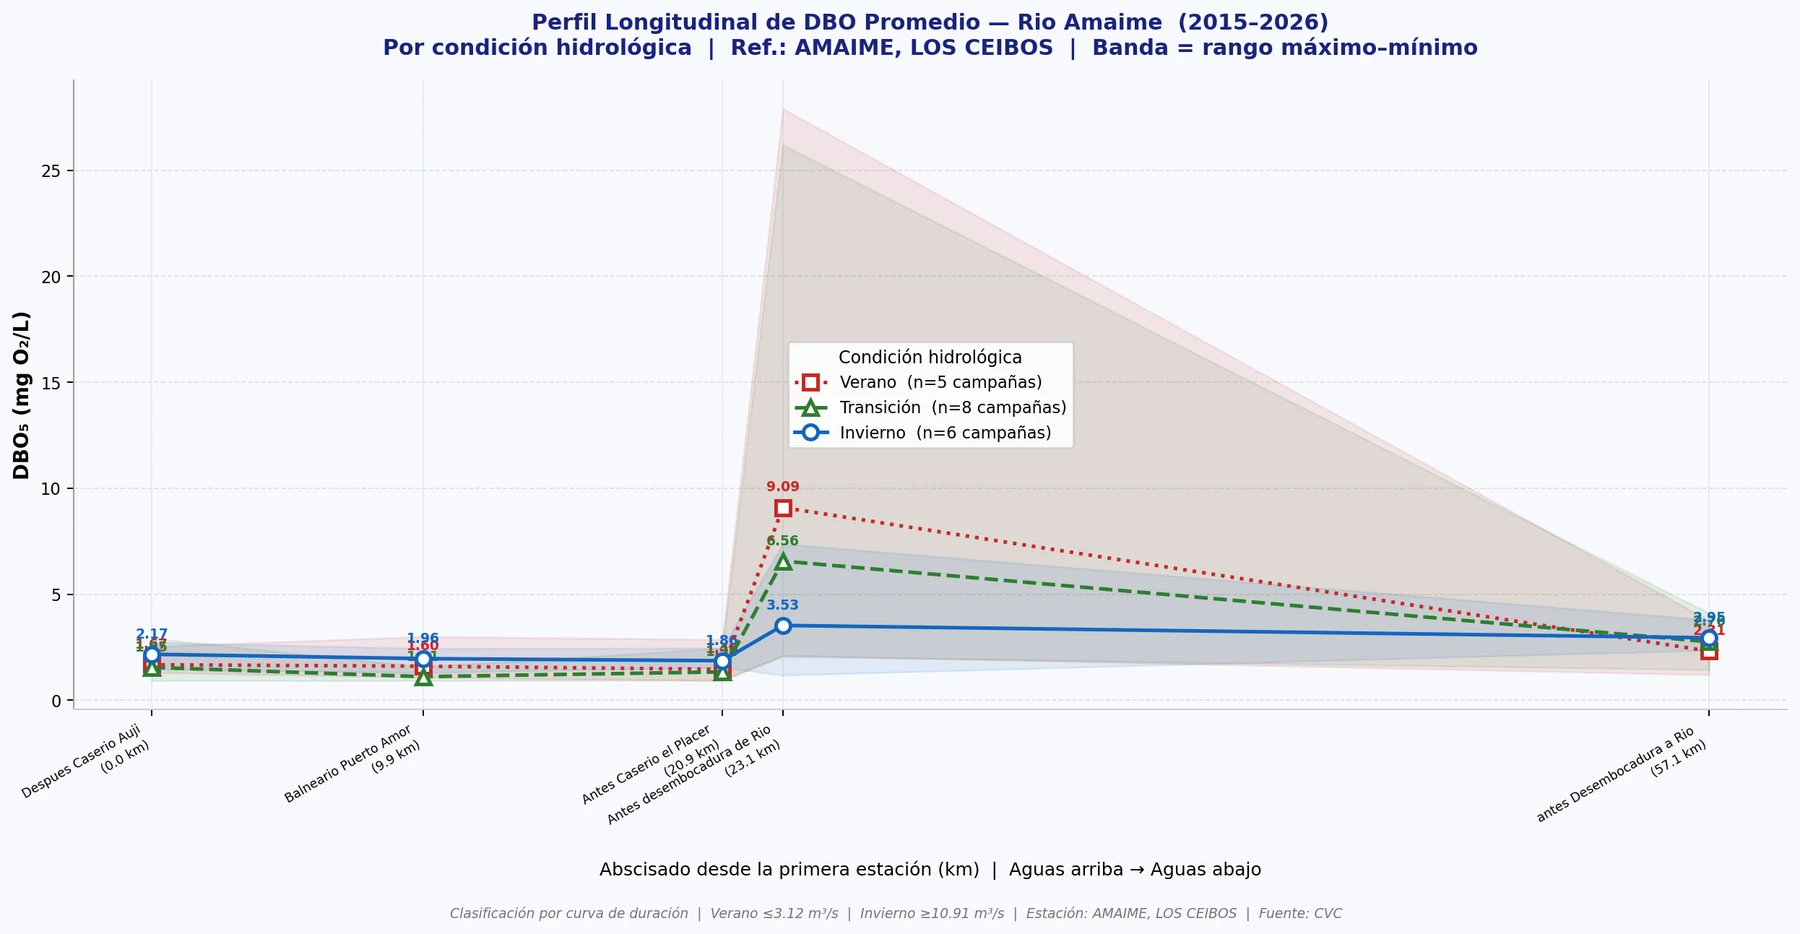 Perfil Longitudinal de DBO Promedio — Rio Amaime  (2015–2026)
Por condición hidrológica  |  Ref.: AMAIME, LOS CEIBOS  |  Banda = rango máximo–mínimo
DBO₅ (mg O₂/L)
25
20
15
10
5
0
Condición hidrológica
Verano  (n=5 campañas)
Transición  (n=8 campañas)
Invierno  (n=6 campañas)
9.09
6.56
3.53
2.17
1.96
1.60
1.86
2.95
2.31
Despues Caserio Auji
(0.0 km)
Balneario Puerto Amor
(9.9 km)
Antes Caserio el Placer
(20.9 km)
Antes desembocadura de Rio
(23.1 km)
antes Desembocadura a Rio
(57.1 km)
Abscisado desde la primera estación (km)  |  Aguas arriba → Aguas abajo
Clasificación por curva de duración  |  Verano ≤3.12 m³/s  |  Invierno ≥10.91 m³/s  |  Estación: AMAIME, LOS CEIBOS  |  Fuente: CVC